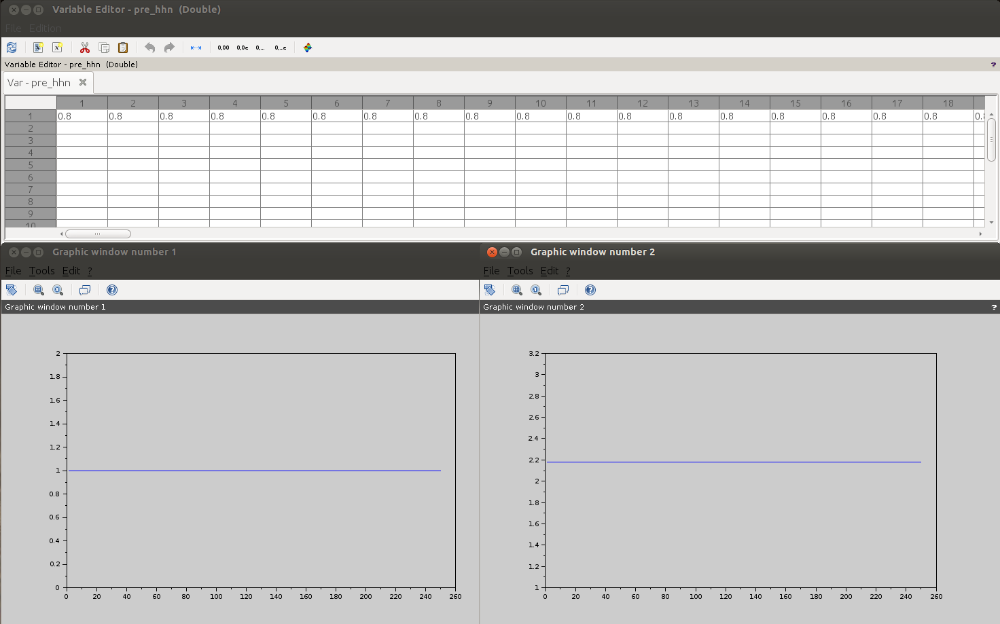 Variable Editor - pre_hhn (Double)
File Edition
0,00 0,0e 0,... 0,...e
Variable Editor - pre_hhn (Double) ?
Var - pre_hhn
1 2 3 4 5 6 7 8 9 10 11 12 13 14 15 16 17 18
1 0.8 0.8 0.8 0.8 0.8 0.8 0.8 0.8 0.8 0.8 0.8 0.8 0.8 0.8 0.8 0.8 0.8 0.8
2
3
4
5
6
7
8
9
10
Graphic window number 1
File Tools Edit ?
Graphic window number 1
2
1.8
1.6
1.4
1.2
1
0.8
0.6
0.4
0.2
0
0 20 40 60 80 100 120 140 160 180 200 220 240 260
Graphic window number 2
File Tools Edit ?
Graphic window number 2 ?
3.2
3
2.8
2.6
2.4
2.2
2
1.8
1.6
1.4
1.2
1
0 20 40 60 80 100 120 140 160 180 200 220 240 260